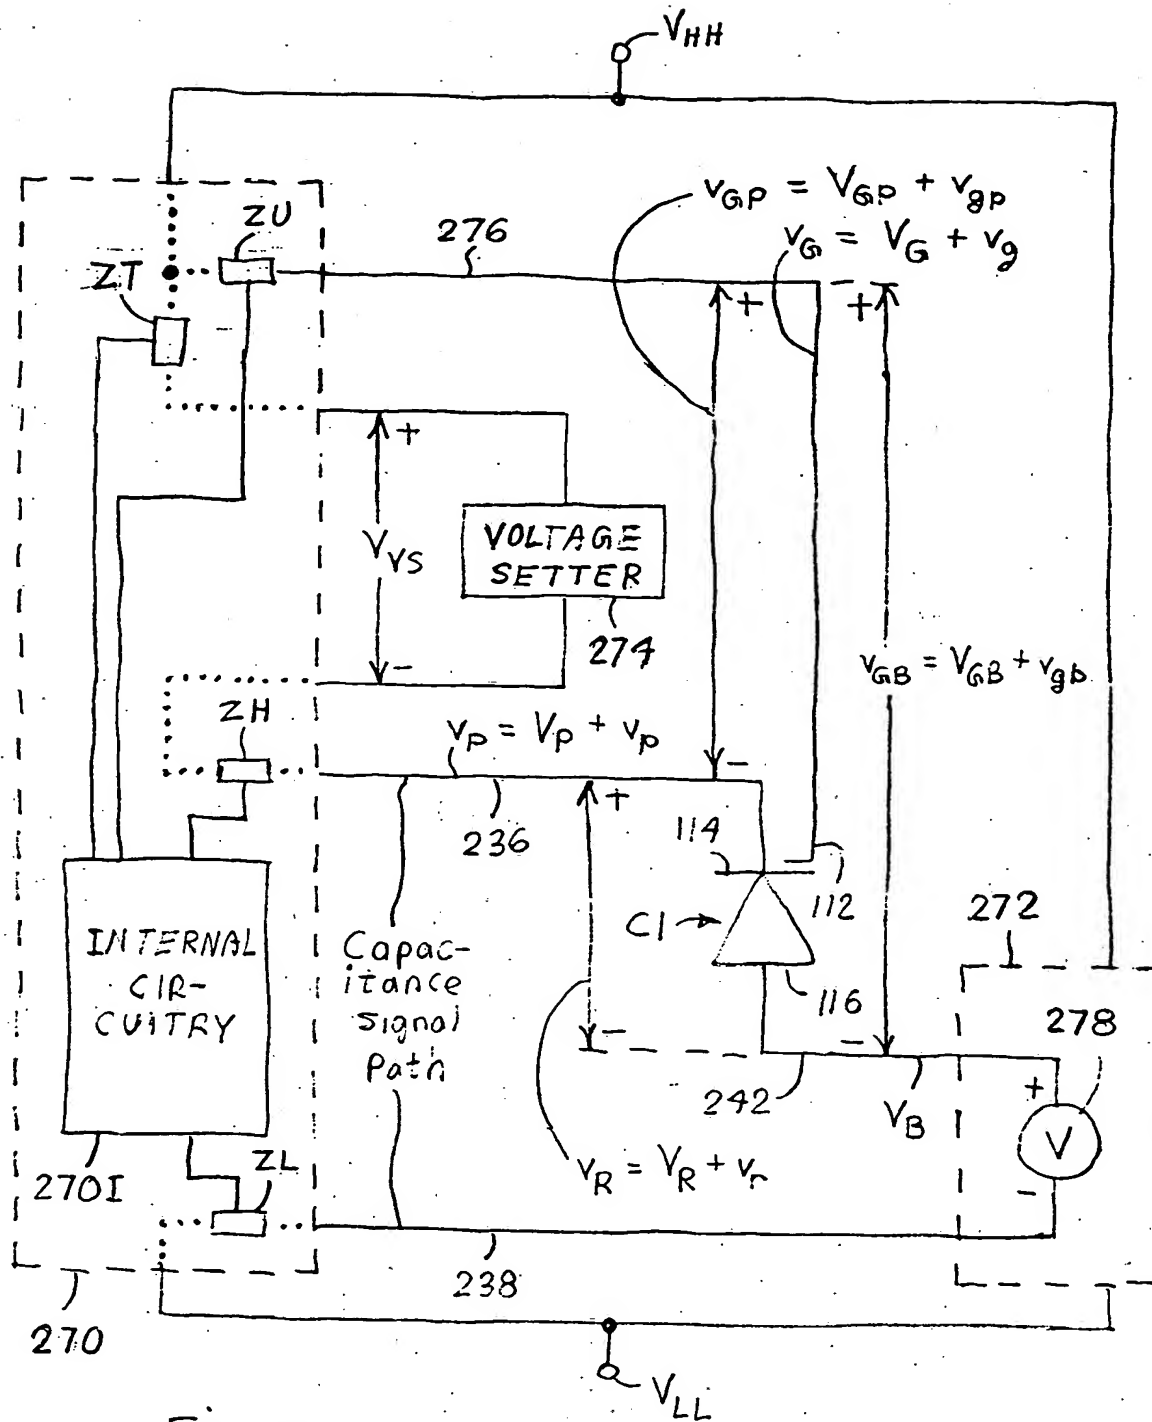 V_HH
v_GP = V_GP + v_gp
v_G = V_G + v_g
ZU
276
ZT
+
+
+
V_VS
VOLTAGE
SETTER
274
-
v_GB = V_GB + v_gb
ZH
v_P = V_P + v_p
-
+
236
114
112
C1
272
INTERNAL
CIR-
CUITRY
Capac-
itance
signal
Path
116
278
-
-
242
V_B
+
V
-
270I
ZL
v_R = V_R + v_r
238
270
V_LL